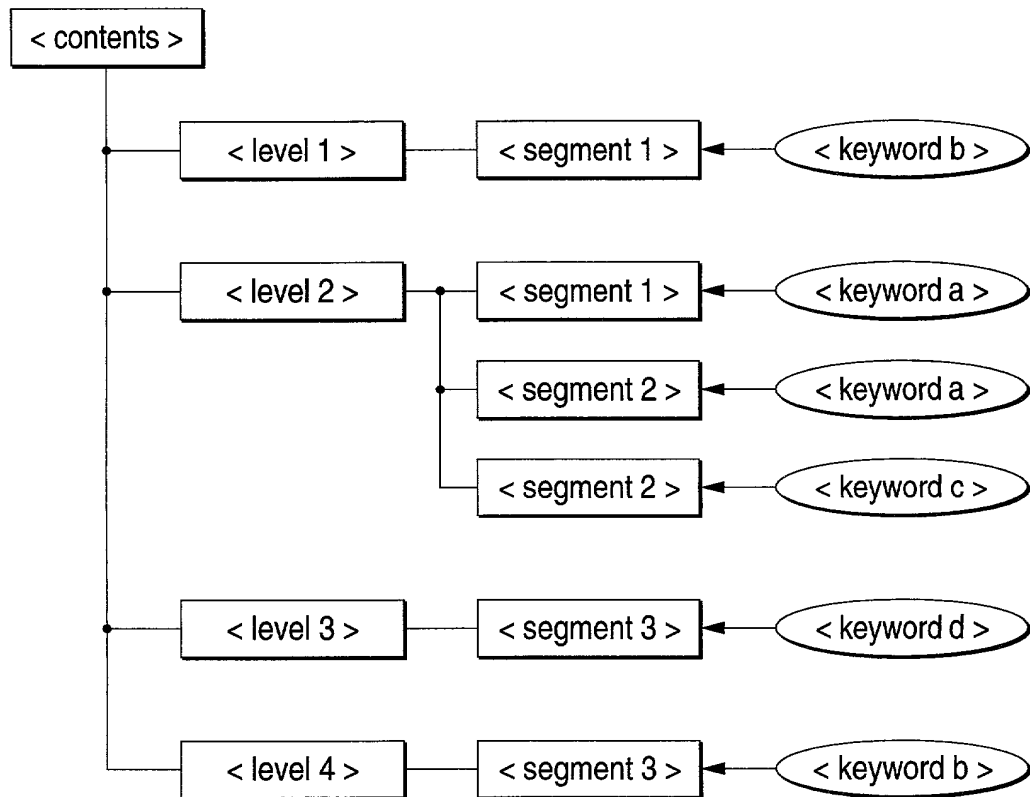 < contents >
< level 1 > < segment 1 > < keyword b >
< level 2 > < segment 1 > < keyword a >
< segment 2 > < keyword a >
< segment 2 > < keyword c >
< level 3 > < segment 3 > < keyword d >
< level 4 > < segment 3 > < keyword b >